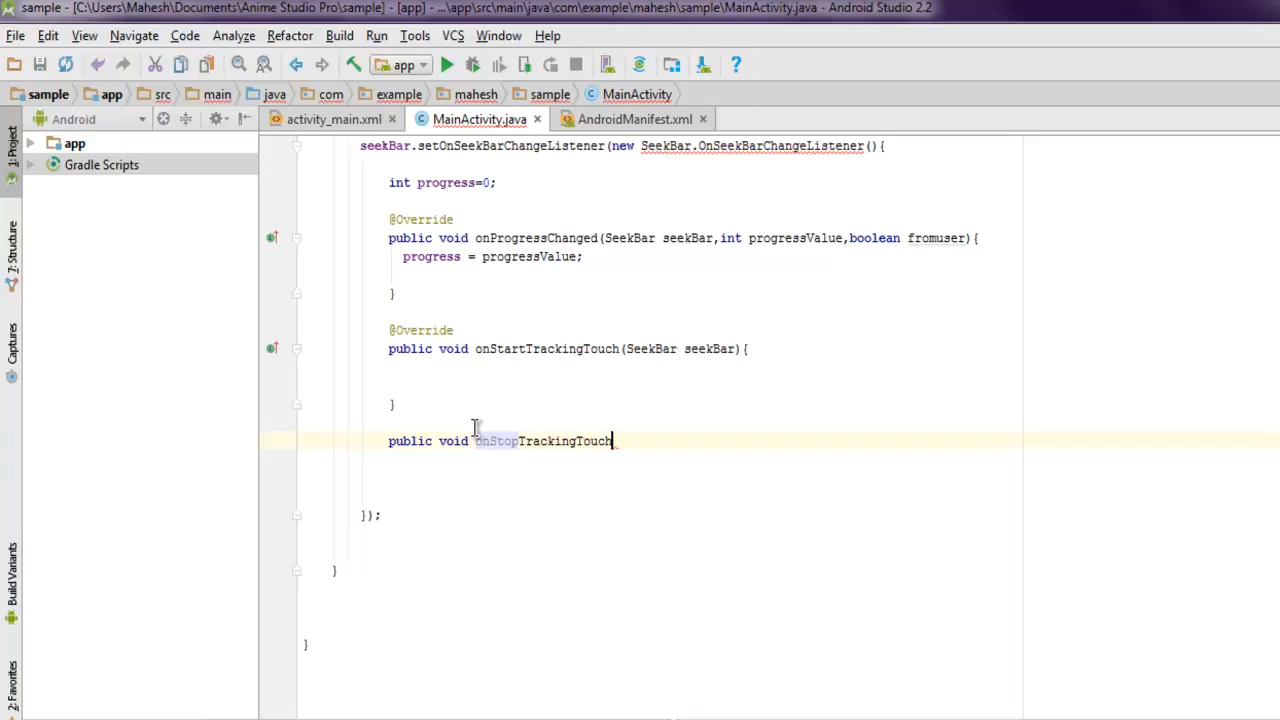 sample - [C:\Users\Mahesh\Documents\Anime Studio Pro\sample] - [app] - ...\app\src\main\java\com\example\mahesh\sample\MainActivity.java - Android Studio 2.2
File Edit View Navigate Code Analyze Refactor Build Run Tools VCS Window Help
app
sample app src main java com example mahesh sample MainActivity
Android
activity_main.xml MainActivity.java AndroidManifest.xml
1: Project
7: Structure
Captures
Build Variants
2: Favorites
app
Gradle Scripts
seekBar.setOnSeekBarChangeListener(new SeekBar.OnSeekBarChangeListener(){
int progress=0;
@Override
public void onProgressChanged(SeekBar seekBar,int progressValue,boolean fromuser){
progress = progressValue;
}
@Override
public void onStartTrackingTouch(SeekBar seekBar){
}
public void onStopTrackingTouch
});
}
}